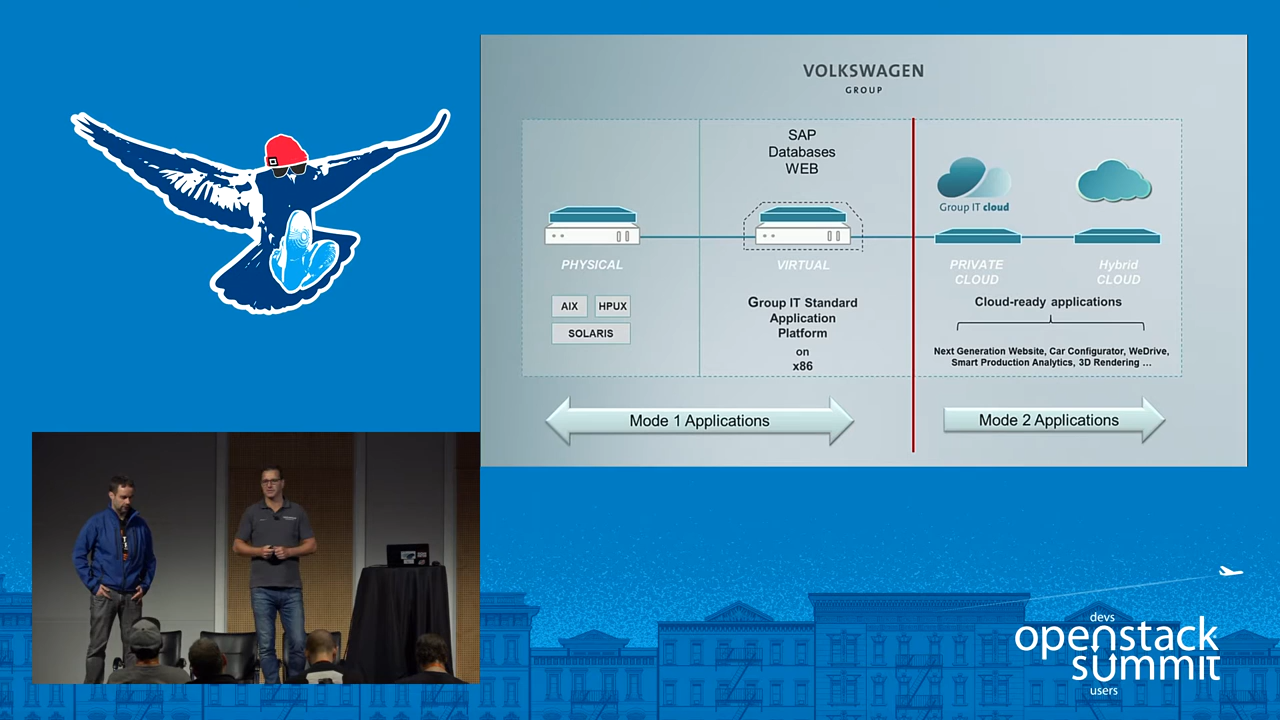 VOLKSWAGEN
GROUP
SAP
Databases
WEB
Group IT cloud
PHYSICAL
VIRTUAL
PRIVATE
CLOUD
Hybrid
CLOUD
AIX
HPUX
SOLARIS
Group IT Standard
Application
Platform
on
x86
Cloud-ready applications
Next Generation Website, Car Configurator, WeDrive,
Smart Production Analytics, 3D Rendering ...
Mode 1 Applications
Mode 2 Applications
devs
openstack
summit
users